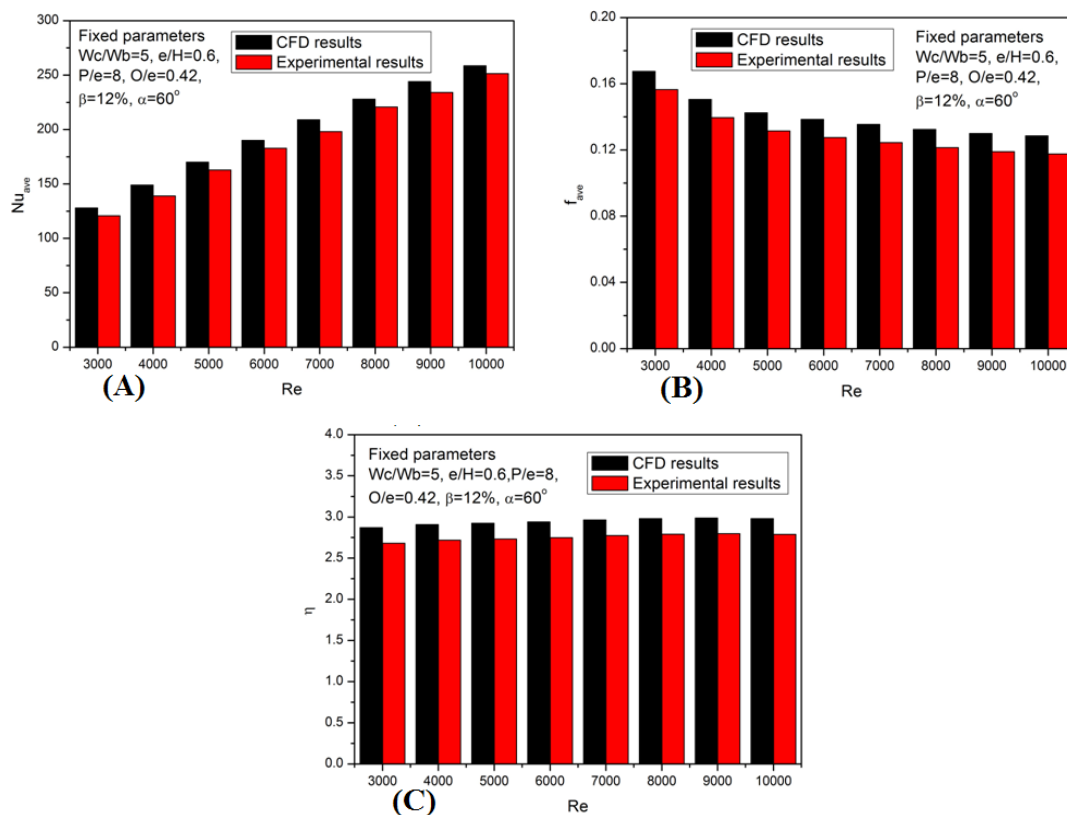 300
250
200
150
100
50
0
Nu_ave
Fixed parameters
Wc/Wb=5, e/H=0.6,
P/e=8, O/e=0.42,
β=12%, α=60°
CFD results
Experimental results
3000 4000 5000 6000 7000 8000 9000 10000
(A)
Re
0.20
0.16
0.12
0.08
0.04
0.00
f_ave
CFD results
Experimental results
Fixed parameters
Wc/Wb=5, e/H=0.6,
P/e=8, O/e=0.42,
β=12%, α=60°
3000 4000 5000 6000 7000 8000 9000 10000
(B)
Re
4.0
3.5
3.0
2.5
2.0
1.5
1.0
0.5
0.0
η
Fixed parameters
Wc/Wb=5, e/H=0.6,P/e=8,
O/e=0.42, β=12%, α=60°
CFD results
Experimental results
3000 4000 5000 6000 7000 8000 9000 10000
(C)
Re